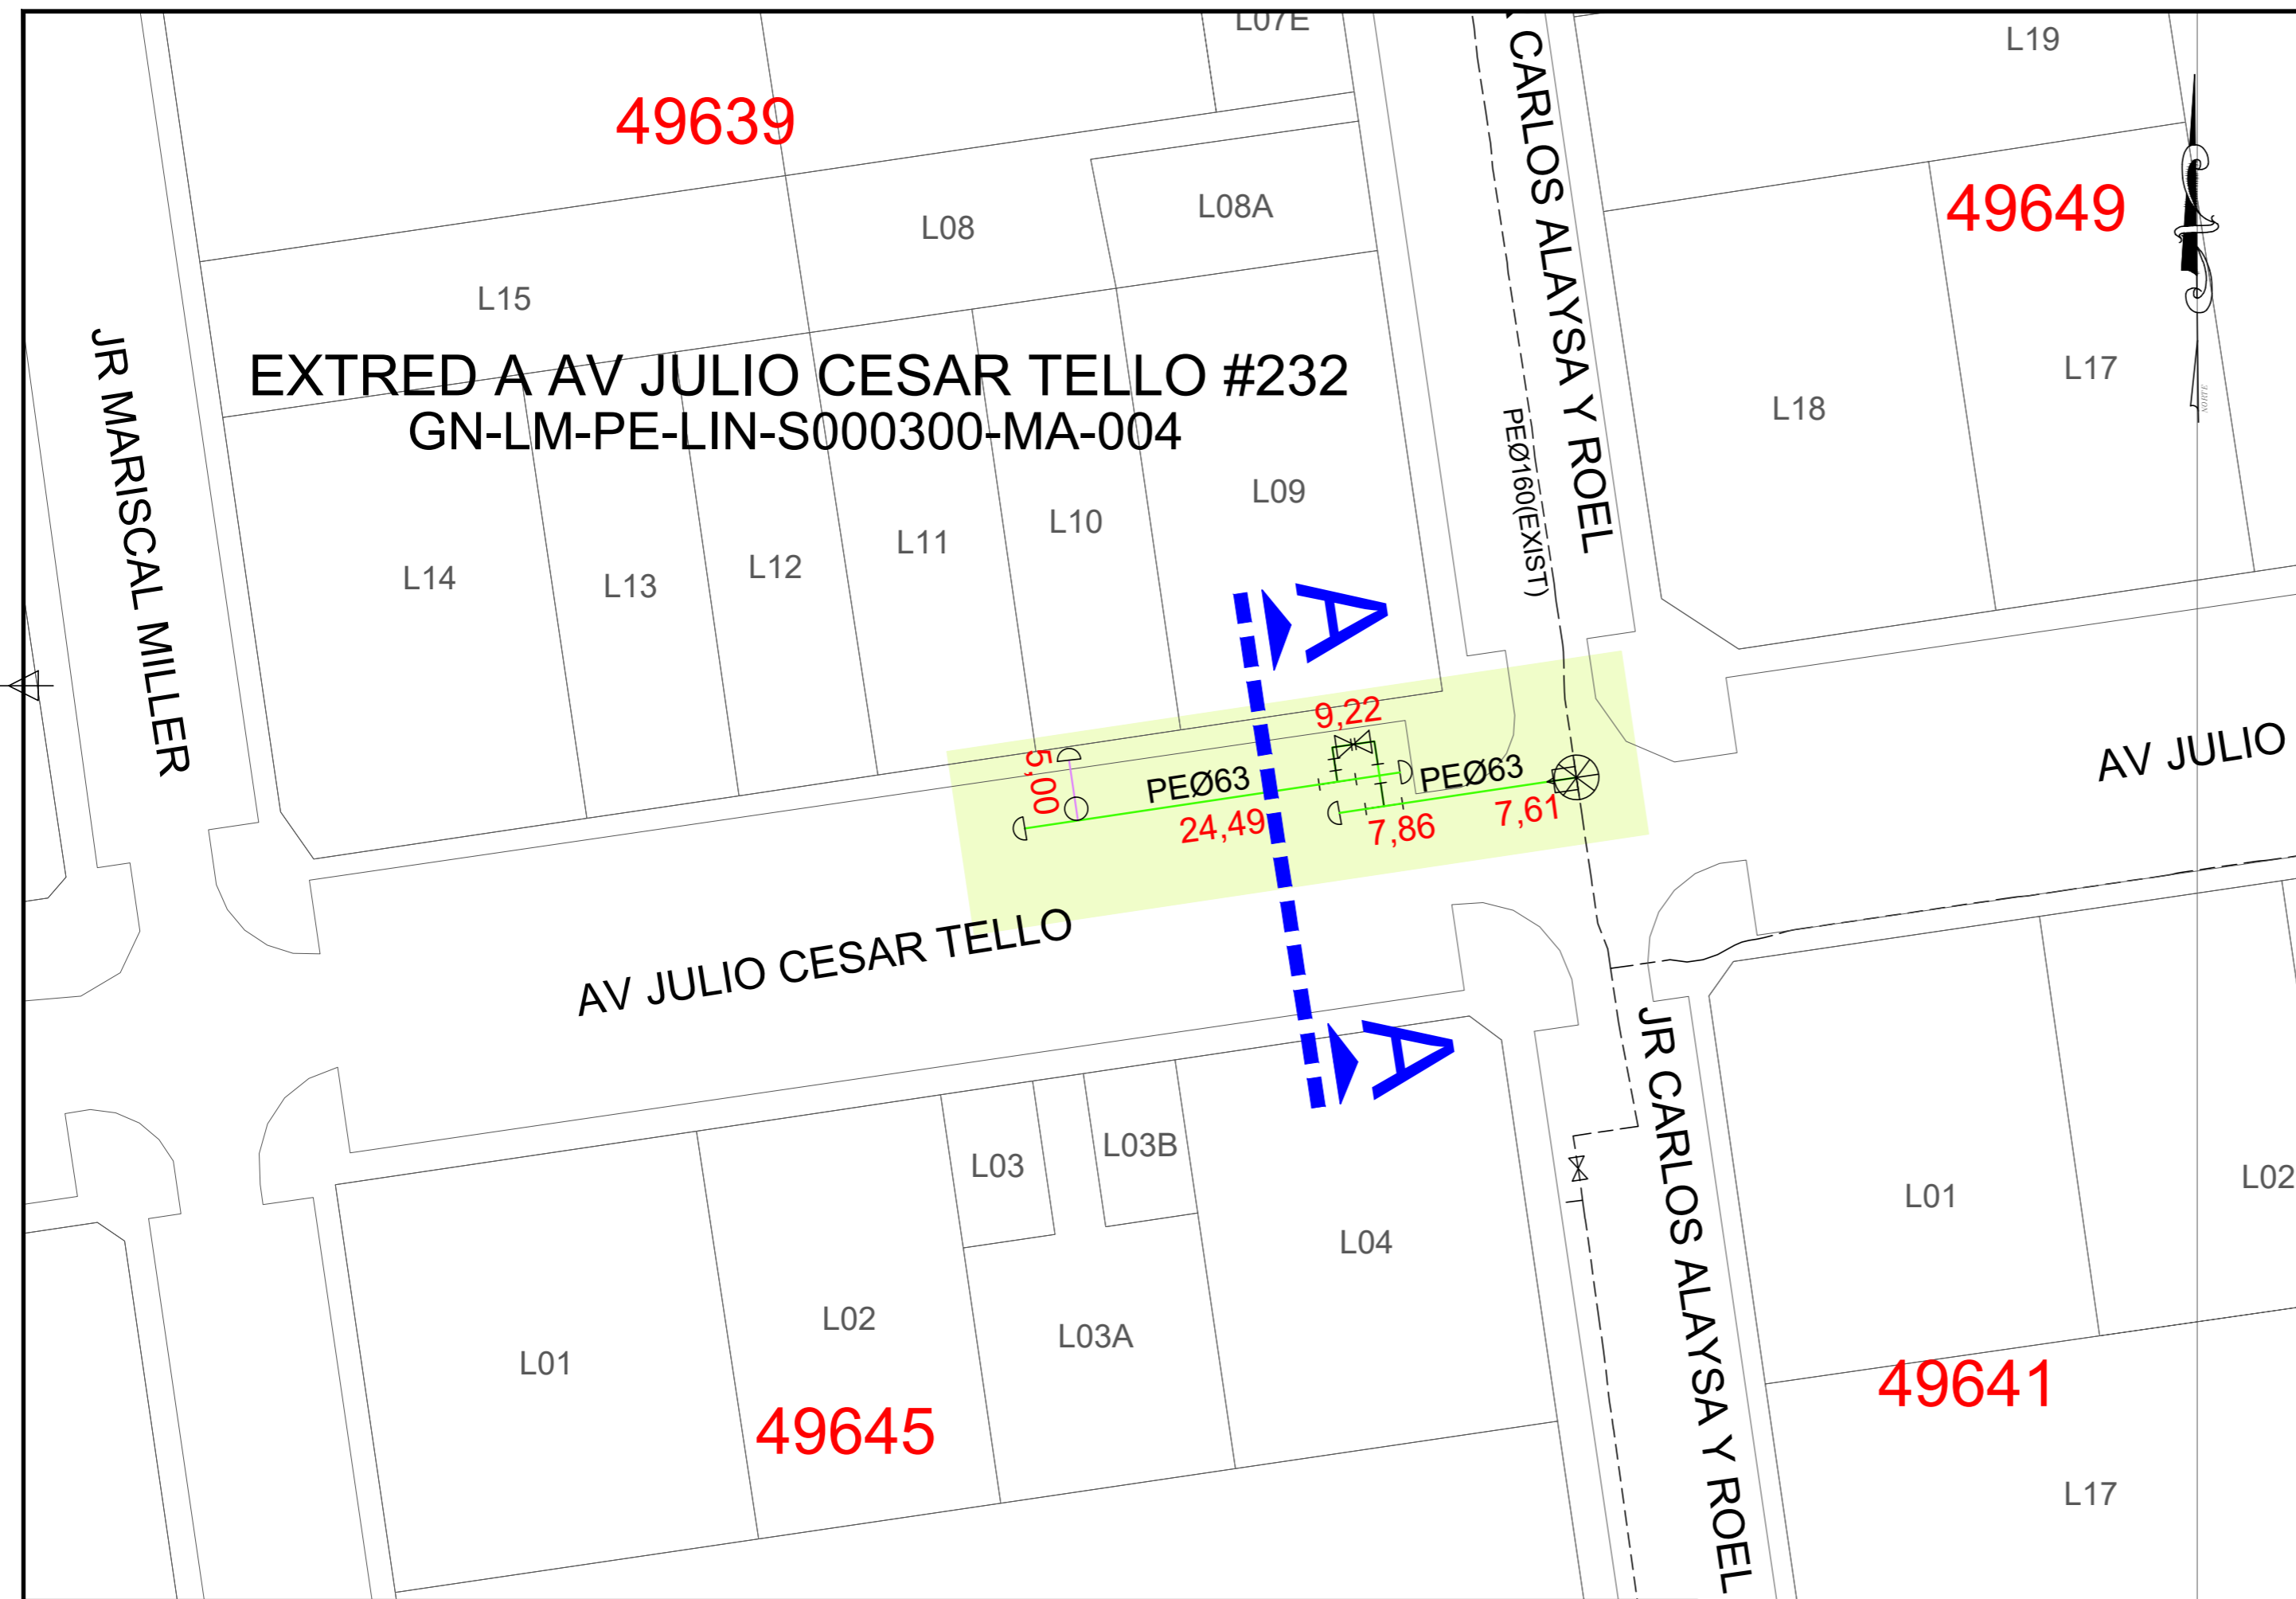 L07E
L19
49639
CARLOS ALAYSA Y ROEL
49649
L08A
L08
L15
L17
EXTRED A AV JULIO CESAR TELLO #232
GN-LM-PE-LIN-S000300-MA-004
L18
JR MARISCAL MILLER
PEØ160(EXIST)
L09
L10
L11
L12
L13
L14
A
9,22
AV JULIO
5,00
PEØ63
PEØ63
24,49
7,86
7,61
AV JULIO CESAR TELLO
A
JR CARLOS ALAYSA Y ROEL
L03
L03B
L01
L02
L04
L02
L03A
L01
49641
49645
L17